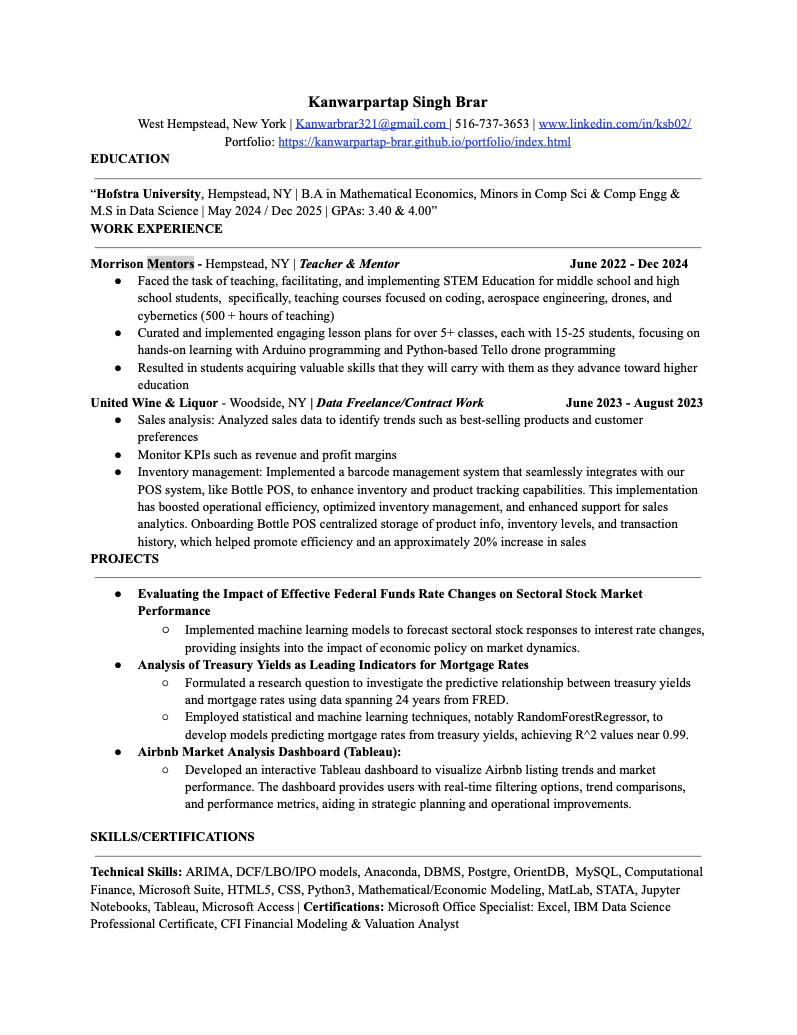 Kanwarpartap Singh Brar
West Hempstead, New York | Kanwarbrar321@gmail.com | 516-737-3653 | www.linkedin.com/in/ksb02/
Portfolio: https://kanwarpartap-brar.github.io/portfolio/index.html
EDUCATION
“Hofstra University, Hempstead, NY | B.A in Mathematical Economics, Minors in Comp Sci & Comp Engg &
M.S in Data Science | May 2024 / Dec 2025 | GPAs: 3.40 & 4.00”
WORK EXPERIENCE
Morrison Mentors - Hempstead, NY | Teacher & Mentor June 2022 - Dec 2024
● Faced the task of teaching, facilitating, and implementing STEM Education for middle school and high
school students, specifically, teaching courses focused on coding, aerospace engineering, drones, and
cybernetics (500 + hours of teaching)
● Curated and implemented engaging lesson plans for over 5+ classes, each with 15-25 students, focusing on
hands-on learning with Arduino programming and Python-based Tello drone programming
● Resulted in students acquiring valuable skills that they will carry with them as they advance toward higher
education
United Wine & Liquor - Woodside, NY | Data Freelance/Contract Work June 2023 - August 2023
● Sales analysis: Analyzed sales data to identify trends such as best-selling products and customer
preferences
● Monitor KPIs such as revenue and profit margins
● Inventory management: Implemented a barcode management system that seamlessly integrates with our
POS system, like Bottle POS, to enhance inventory and product tracking capabilities. This implementation
has boosted operational efficiency, optimized inventory management, and enhanced support for sales
analytics. Onboarding Bottle POS centralized storage of product info, inventory levels, and transaction
history, which helped promote efficiency and an approximately 20% increase in sales
PROJECTS
● Evaluating the Impact of Effective Federal Funds Rate Changes on Sectoral Stock Market
Performance
○ Implemented machine learning models to forecast sectoral stock responses to interest rate changes,
providing insights into the impact of economic policy on market dynamics.
● Analysis of Treasury Yields as Leading Indicators for Mortgage Rates
○ Formulated a research question to investigate the predictive relationship between treasury yields
and mortgage rates using data spanning 24 years from FRED.
○ Employed statistical and machine learning techniques, notably RandomForestRegressor, to
develop models predicting mortgage rates from treasury yields, achieving R^2 values near 0.99.
● Airbnb Market Analysis Dashboard (Tableau):
○ Developed an interactive Tableau dashboard to visualize Airbnb listing trends and market
performance. The dashboard provides users with real-time filtering options, trend comparisons,
and performance metrics, aiding in strategic planning and operational improvements.
SKILLS/CERTIFICATIONS
Technical Skills: ARIMA, DCF/LBO/IPO models, Anaconda, DBMS, Postgre, OrientDB, MySQL, Computational
Finance, Microsoft Suite, HTML5, CSS, Python3, Mathematical/Economic Modeling, MatLab, STATA, Jupyter
Notebooks, Tableau, Microsoft Access | Certifications: Microsoft Office Specialist: Excel, IBM Data Science
Professional Certificate, CFI Financial Modeling & Valuation Analyst